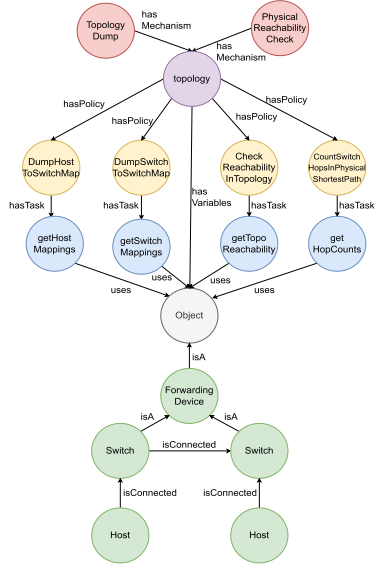 Topology
Dump
has
Mechanism
Physical
Reachability
Check
has
Mechanism
topology
hasPolicy
hasPolicy
hasPolicy
hasPolicy
DumpHost
ToSwitchMap
DumpSwitch
ToSwitchMap
Check
Reachability
InTopology
CountSwitch
HopsInPhysical
ShortestPath
has
Variables
hasTask
hasTask
hasTask
hasTask
getHost
Mappings
getSwitch
Mappings
getTopo
Reachability
get
HopCounts
uses
uses
uses
uses
Object
isA
Forwarding
Device
isA
isA
Switch
isConnected
Switch
isConnected
isConnected
Host
Host